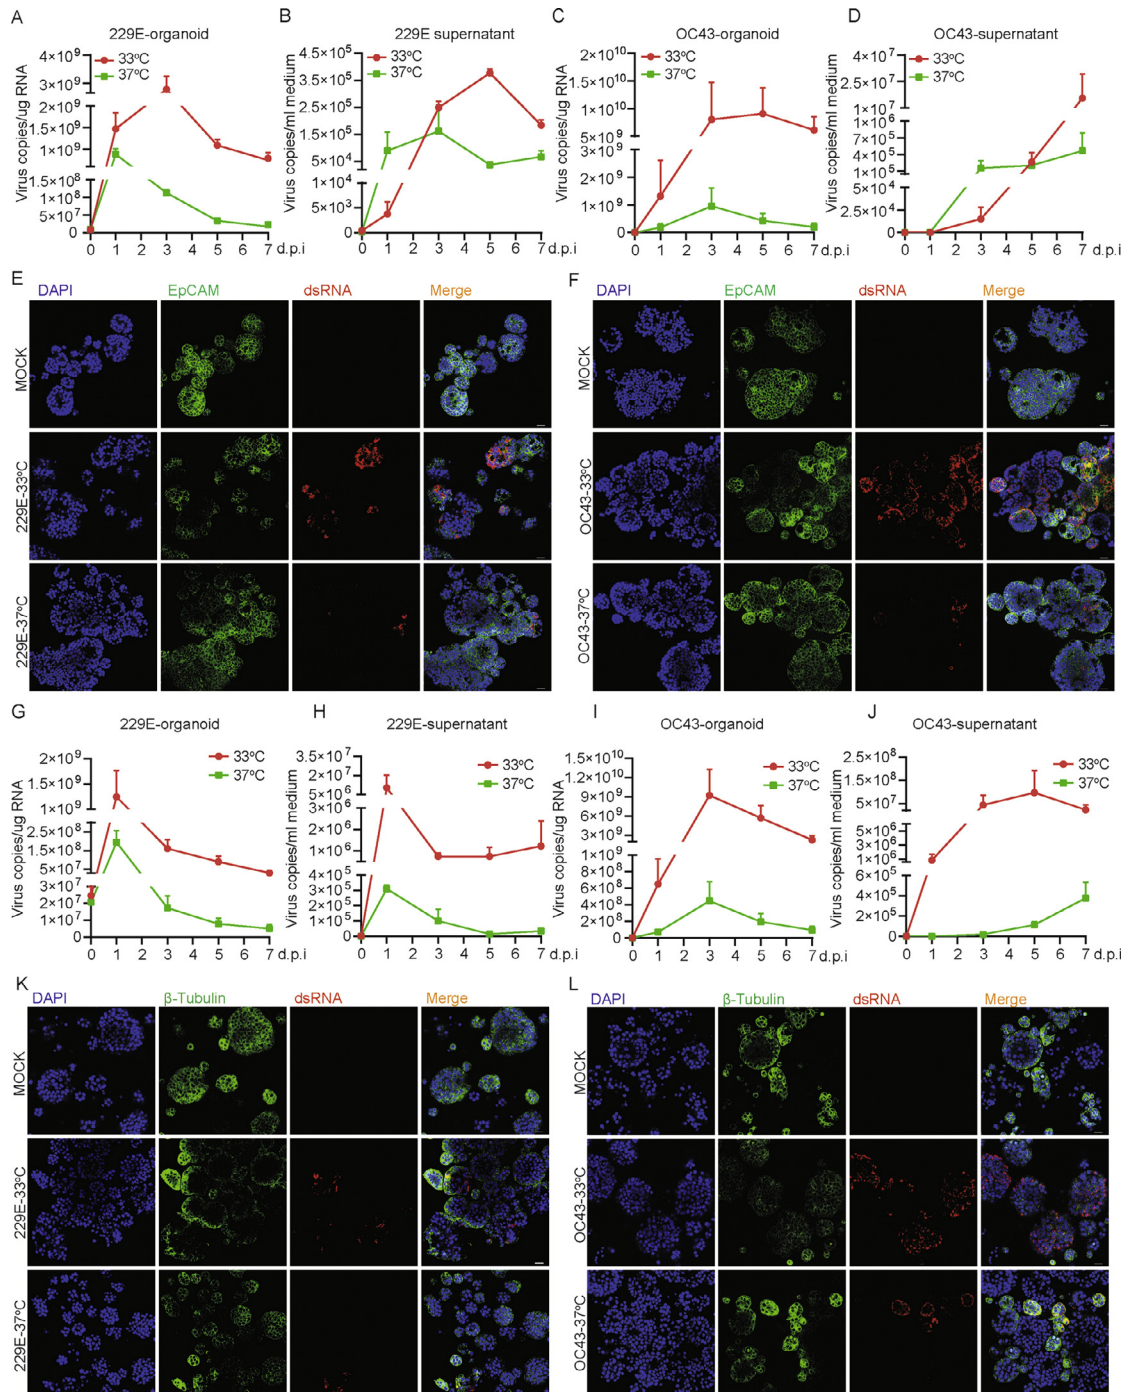 A
229E-organoid
33ºC
37ºC
Virus copies/ug RNA
4×10⁹
3×10⁹
2×10⁹
1.5×10⁹
1×10⁹
1.5×10⁸
1×10⁸
5×10⁷
0
0 1 2 3 4 5 6 7 d.p.i
B
229E supernatant
33ºC
37ºC
Virus copies/ml medium
4.5×10⁵
3.5×10⁵
2.5×10⁵
1.5×10⁵
5×10⁴
1×10⁴
5×10³
0
0 1 2 3 4 5 6 7 d.p.i
C
OC43-organoid
33ºC
37ºC
Virus copies/ug RNA
2×10¹⁰
2×10¹⁰
1×10¹⁰
5×10⁹
3×10⁹
2×10⁹
1×10⁹
0
0 1 2 3 4 5 6 7 d.p.i
D
OC43-supernatant
33ºC
37ºC
Virus copies/ml medium
4×10⁷
2.5×10⁷
1×10⁷
1×10⁶
7×10⁵
4×10⁵
1×10⁵
5×10⁴
2.5×10⁴
0
0 1 2 3 4 5 6 7 d.p.i
E
DAPI EpCAM dsRNA Merge
MOCK
229E-33ºC
229E-37ºC
F
DAPI EpCAM dsRNA Merge
MOCK
OC43-33ºC
OC43-37ºC
G
229E-organoid
33ºC
37ºC
Virus copies/ug RNA
2×10⁹
1.5×10⁹
1×10⁹
2.5×10⁸
1.5×10⁸
5×10⁷
3×10⁷
2×10⁷
1×10⁷
0
0 1 2 3 4 5 6 7 d.p.i
H
229E-supernatant
33ºC
37ºC
Virus copies/ml medium
3.5×10⁷
2×10⁷
5×10⁶
3×10⁶
2×10⁶
1×10⁶
4×10⁵
3×10⁵
2×10⁵
1×10⁵
0
0 1 2 3 4 5 6 7 d.p.i
I
OC43-organoid
33ºC
37ºC
Virus copies/ug RNA
1.5×10¹⁰
1×10¹⁰
9×10⁹
6×10⁹
3×10⁹
1×10⁹
8×10⁸
6×10⁸
4×10⁸
2×10⁸
0
0 1 2 3 4 5 6 7 d.p.i
J
OC43-supernatant
33ºC
37ºC
Virus copies/ml medium
2.5×10⁸
1.5×10⁸
5×10⁷
5×10⁶
3×10⁶
1×10⁶
6×10⁵
4×10⁵
2×10⁵
0
0 1 2 3 4 5 6 7 d.p.i
K
DAPI β-Tubulin dsRNA Merge
MOCK
229E-33ºC
229E-37ºC
L
DAPI β-Tubulin dsRNA Merge
MOCK
OC43-33ºC
OC43-37ºC